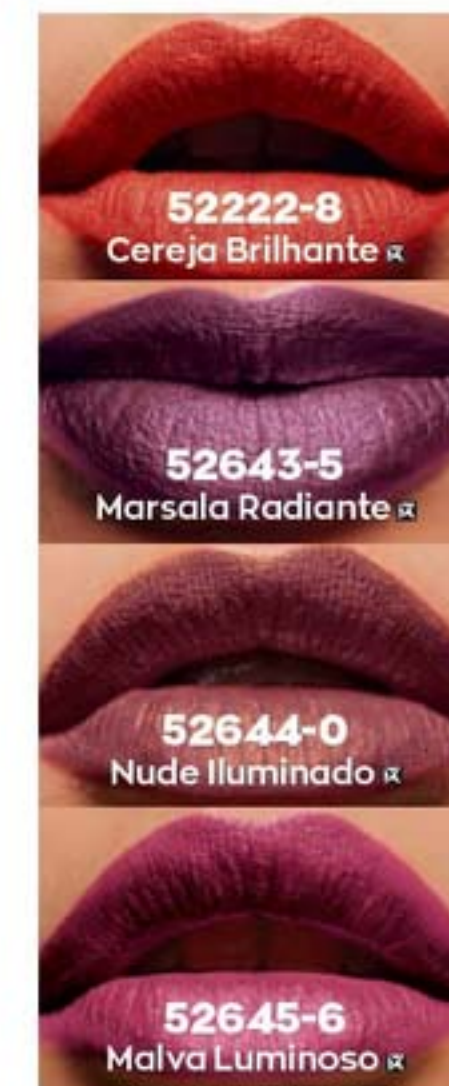 52222-8
Cereja Brilhante
52643-5
Marsala Radiante
52644-0
Nude Iluminado
52645-6
Malva Luminoso